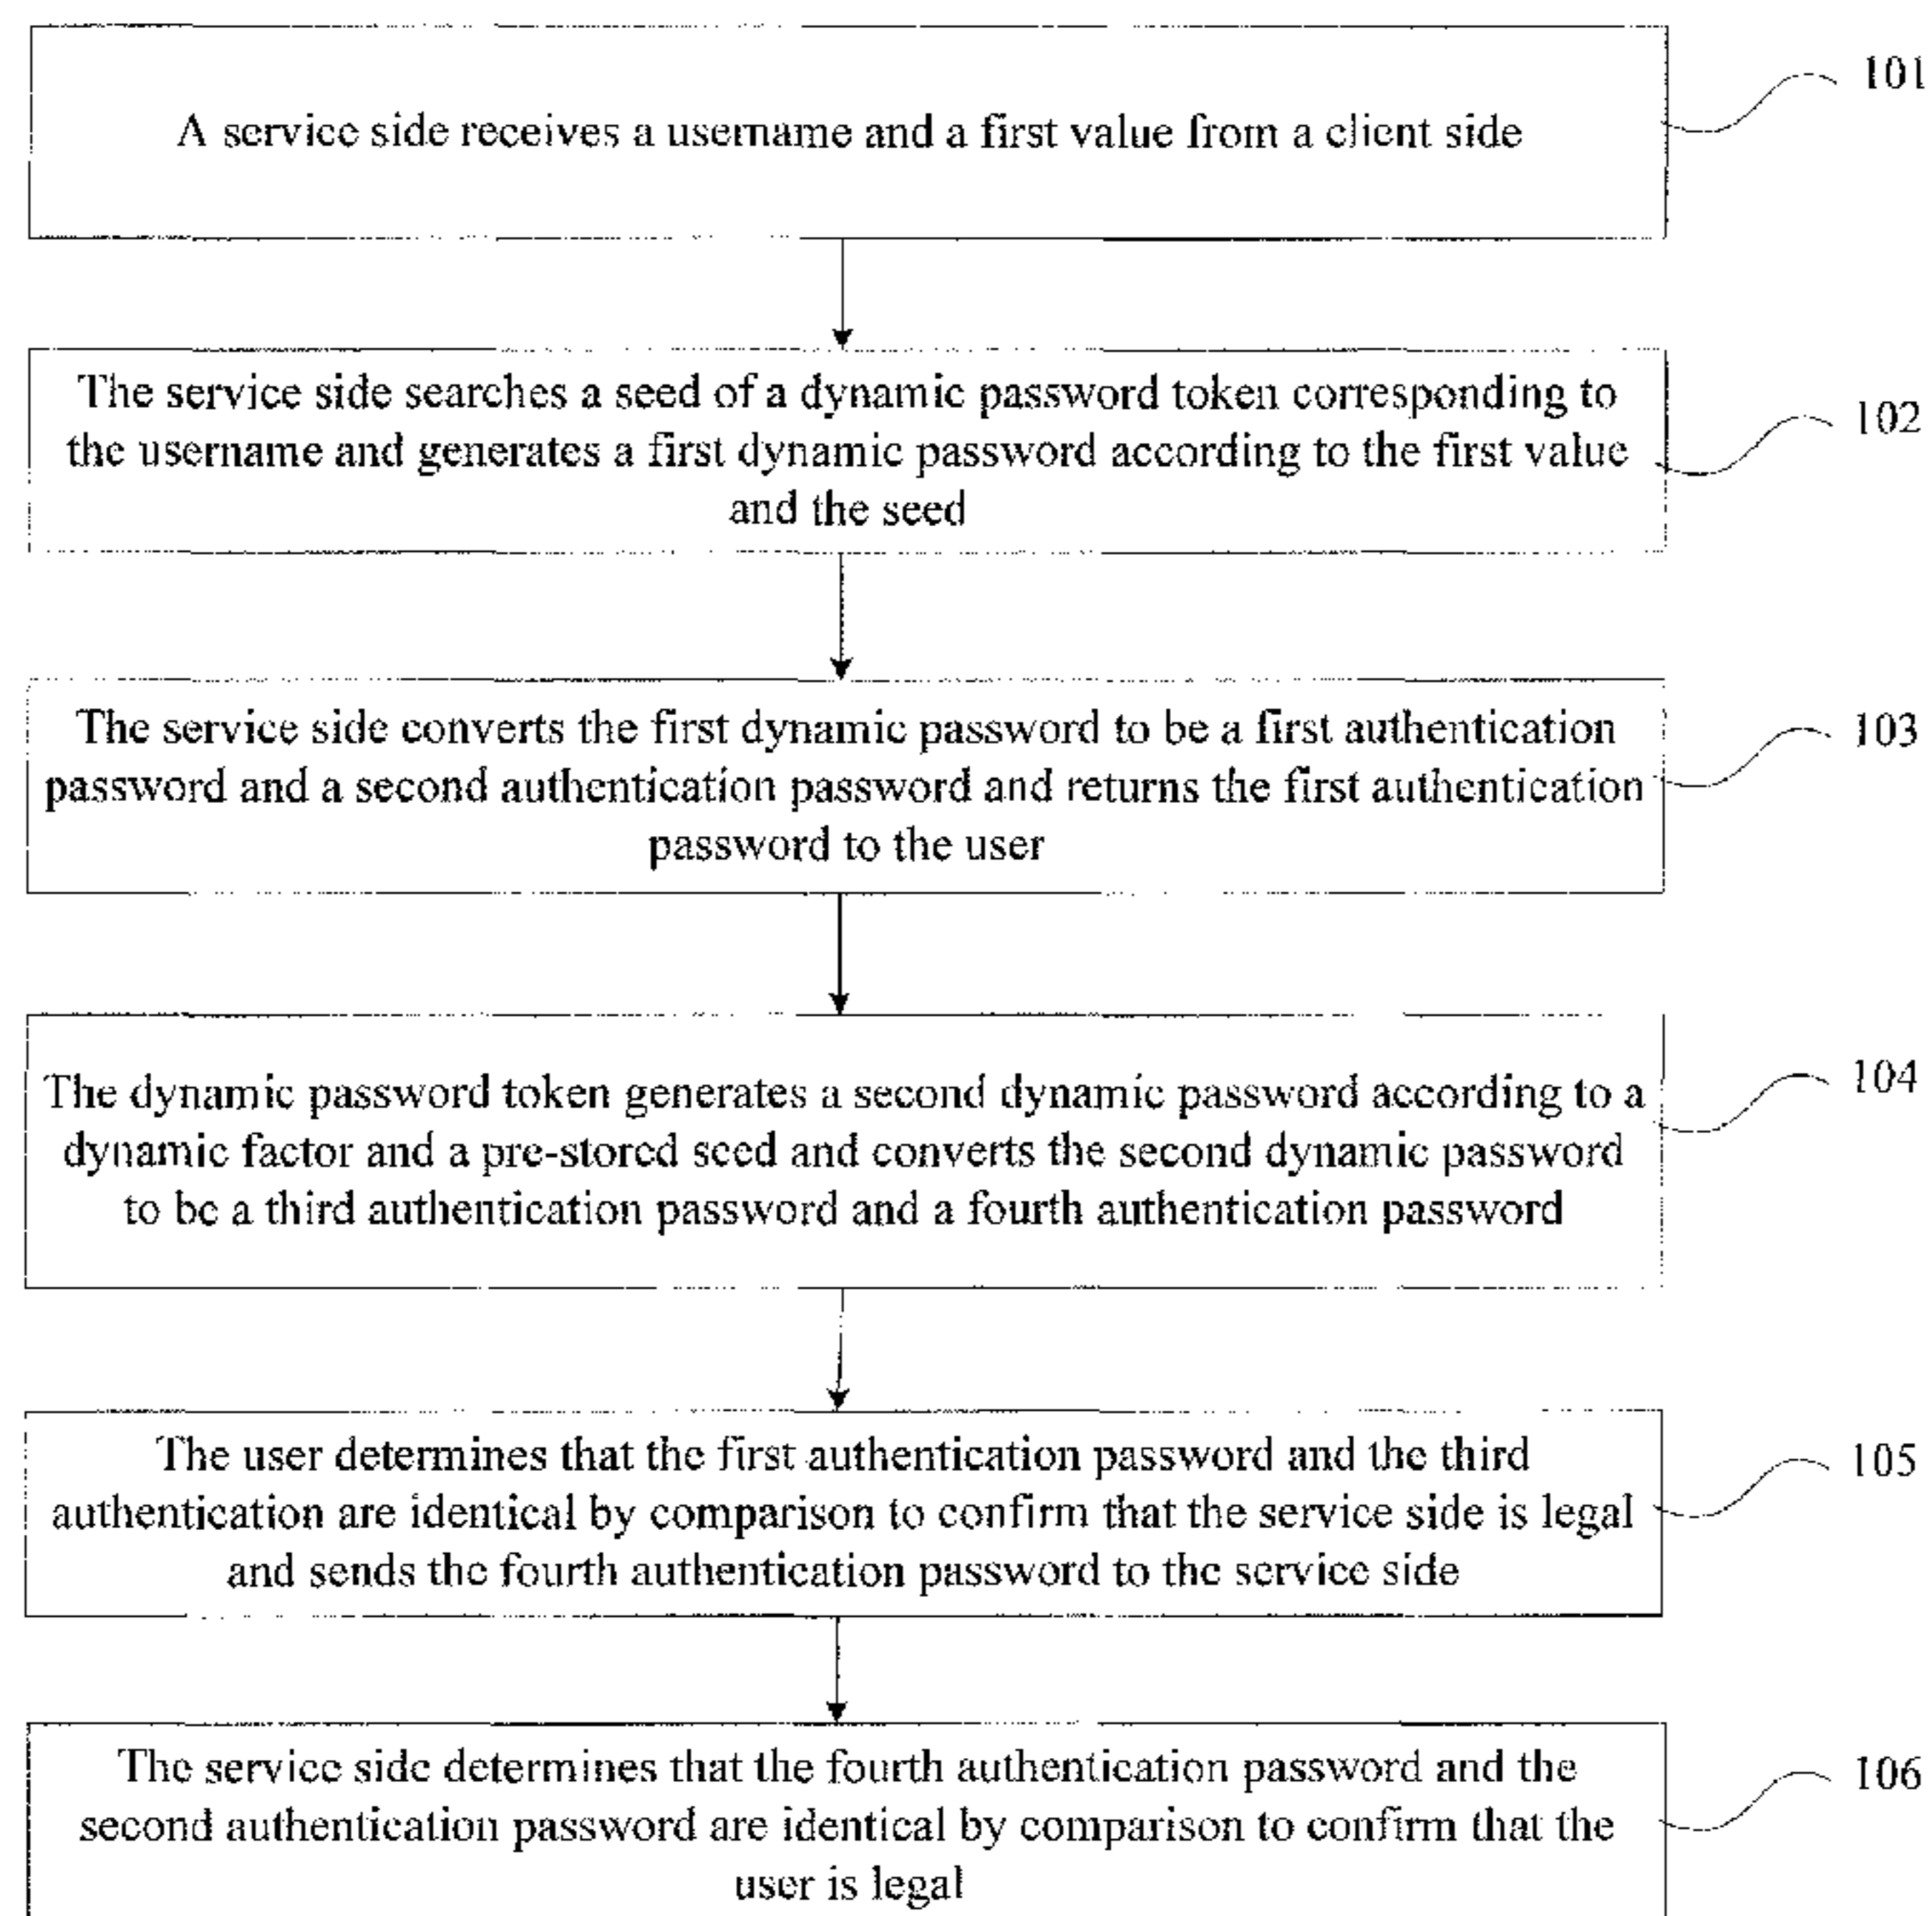 A service side receives a username and a first value from a client side
101
The service side searches a seed of a dynamic password token corresponding to
the username and generates a first dynamic password according to the first value
and the seed
102
The service side converts the first dynamic password to be a first authentication
password and a second authentication password and returns the first authentication
password to the user
103
The dynamic password token generates a second dynamic password according to a
dynamic factor and a pre-stored seed and converts the second dynamic password
to be a third authentication password and a fourth authentication password
104
The user determines that the first authentication password and the third
authentication are identical by comparison to confirm that the service side is legal
and sends the fourth authentication password to the service side
105
The service side determines that the fourth authentication password and the
second authentication password are identical by comparison to confirm that the
user is legal
106